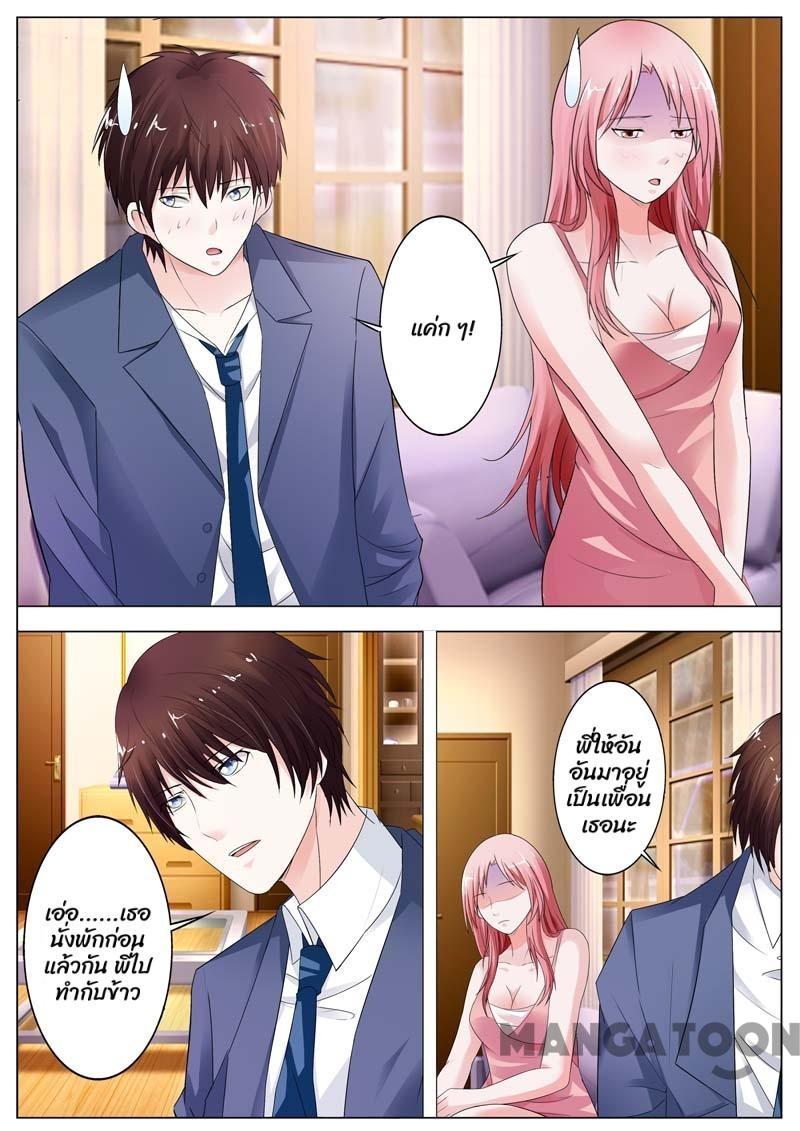 แค่ก ๆ!
เอ่อ......เธอ
นั่งพักก่อน
แล้วกัน พี่ไป
ทำกับข้าว
พี่ให้อัน
อันมาอยู่
เป็นเพื่อน
เธอนะ
MANGATOON